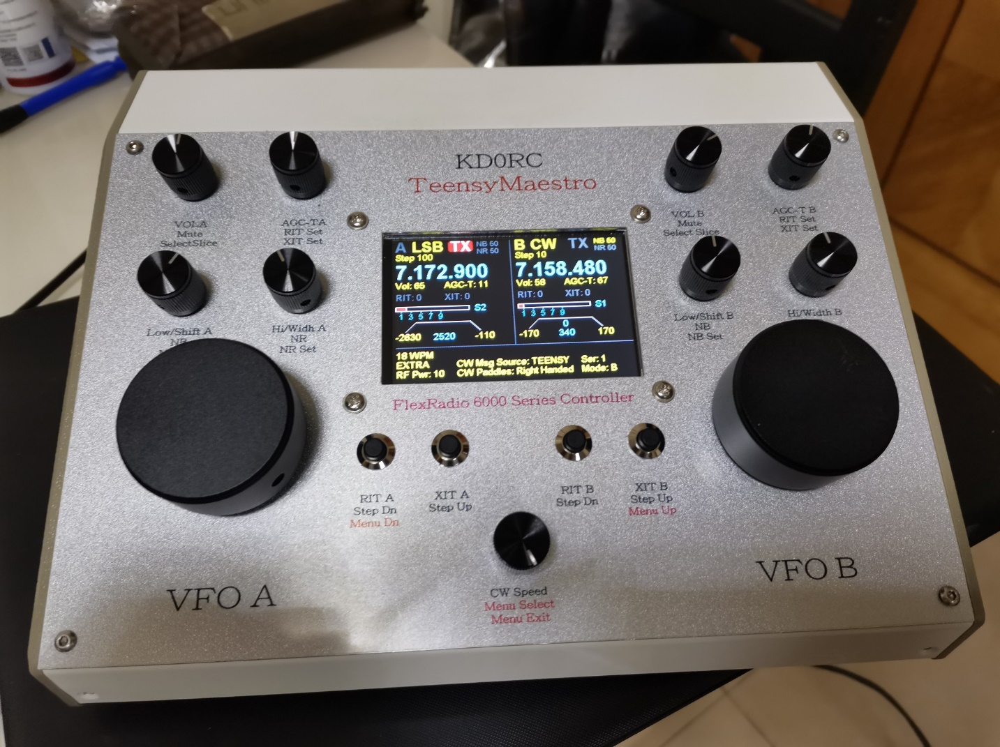 KD0RC
TeensyMaestro
VOLA
Mute
SelectSlice
AGC-TA
RIT Set
XIT Set
VOL B
Mute
Select Slice
AGC-T B
RIT Set
XIT Set
Low/Shift A
NB
Hi/Widh A
NR
NR Set
A LSB TX NB 50
NR 50
Step 100
7.172.900
Vol: 65 AGC-T: 11
RIT: 0 XIT: 0
S2
1 3 5 7 9
-2630 2520 -110
B CW TX NB 50
NR 50
Step 10
7.158.480
Vol: 58 AGC-T: 67
RIT: 0 XIT: 0
S1
1 3 5 7 9
0
-170 340 170
18 WPM
EXTRA CW Msg Source: TEENSY Ser: 1
RF Pwr: 10 CW Paddles: Right Handed Mode: B
Low/Shift B
NB
NB Set
Hi/Width B
FlexRadio 6000 Series Controller
RIT A
Step Dn
Menu Dn
XIT A
Step Up
RIT B
Step Dn
XIT B
Step Up
Menu Up
VFO A
CW Speed
Menu Select
Menu Exit
VFO B